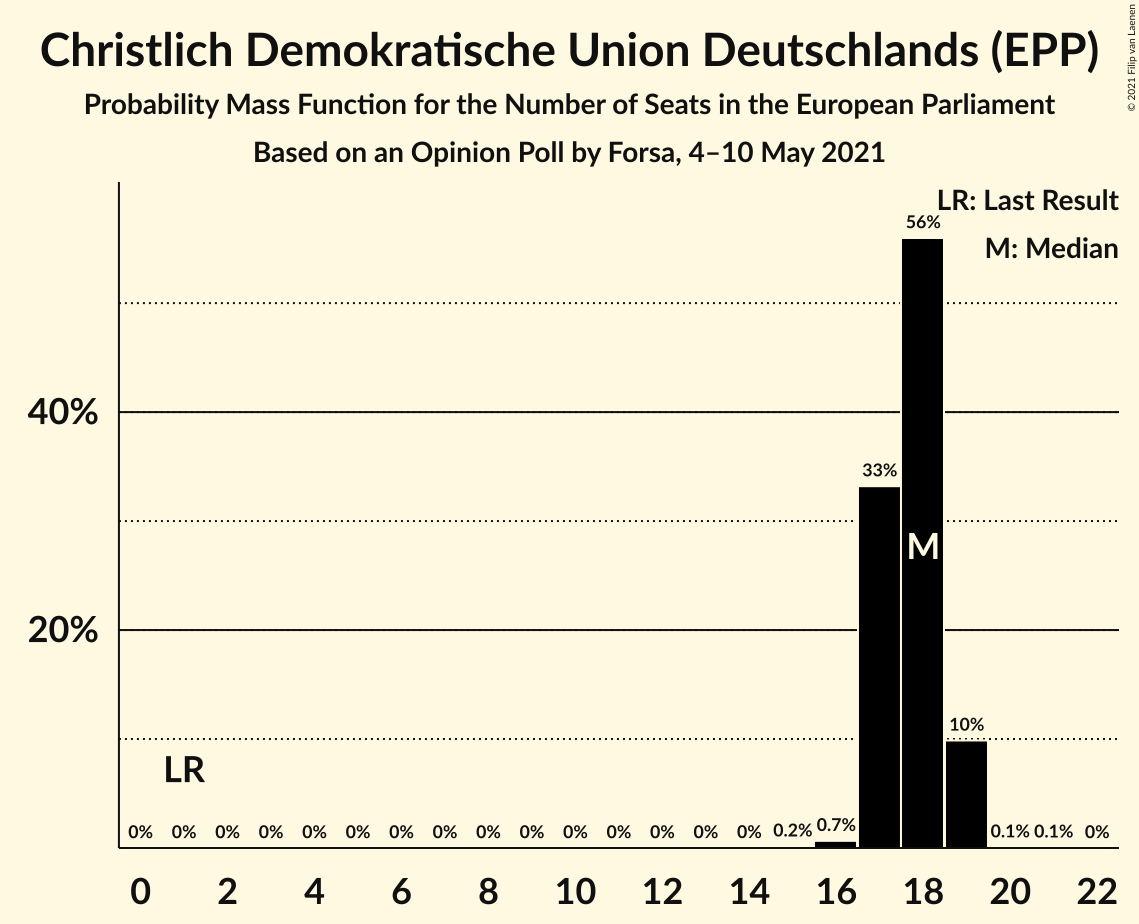 Christlich Demokratische Union Deutschlands (EPP)
Probability Mass Function for the Number of Seats in the European Parliament
Based on an Opinion Poll by Forsa, 4–10 May 2021
© 2021 Filip van Laenen
LR: Last Result
M: Median
56%
40%
33%
M
20%
10%
LR
0% 0% 0% 0% 0% 0% 0% 0% 0% 0% 0% 0% 0% 0% 0% 0.2% 0.7% 0.1% 0.1% 0%
0 2 4 6 8 10 12 14 16 18 20 22